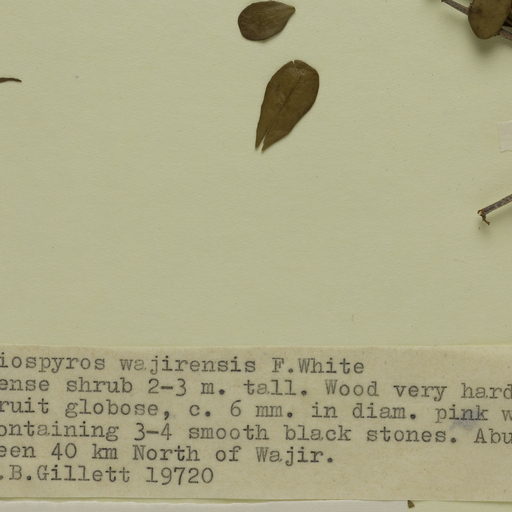 iospyros wajirensis F.White
ense shrub 2-3 m. tall. Wood very hard
ruit globose, c. 6 mm. in diam. pink w
ontaining 3-4 smooth black stones. Abu
een 40 km North of Wajir.
.B.Gillett 19720